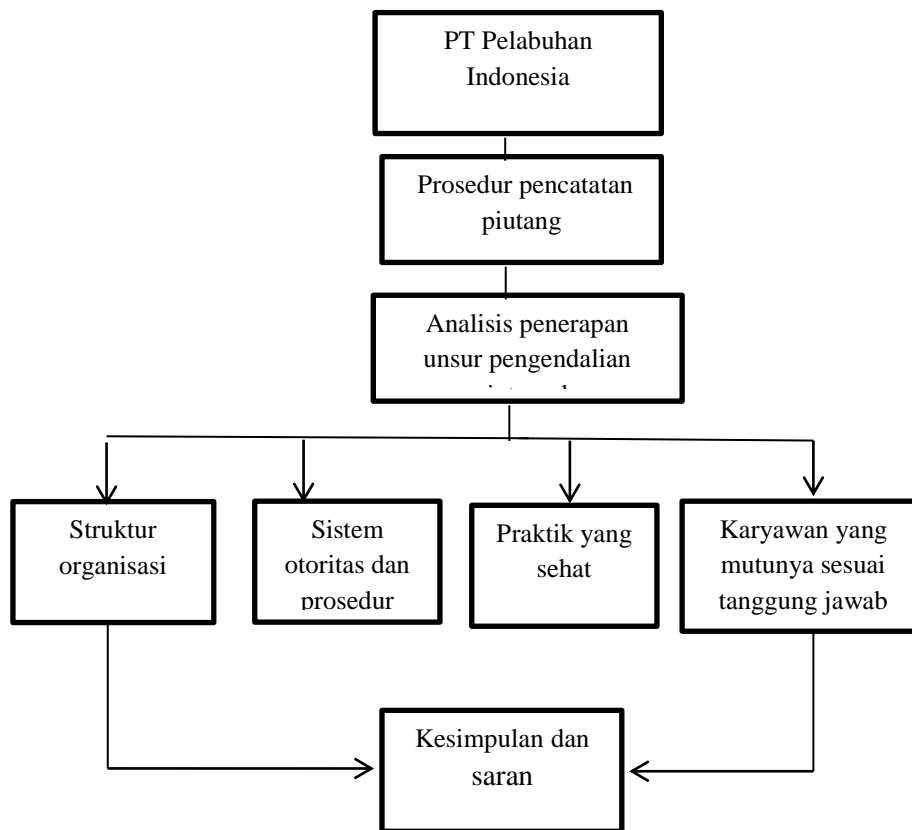 PT Pelabuhan
Indonesia
Prosedur pencatatan
piutang
Analisis penerapan
unsur pengendalian
Struktur
organisasi
Sistem
otoritas dan
prosedur
Praktik yang
sehat
Karyawan yang
mutunya sesuai
tanggung jawab
Kesimpulan dan
saran